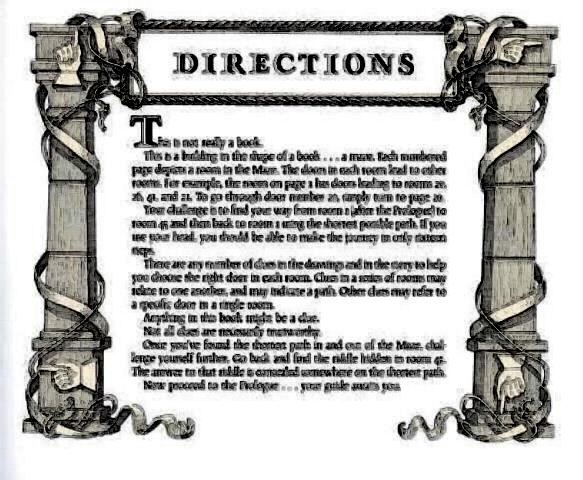 DIRECTIONS
This is not really a book.
This is a building in the shape of a book . . . a maze. Each numbered
page depicts a room in the Maze. The doors in each room lead to other
rooms. For example, the room on page 1 has doors leading to rooms 20,
26, 41, and 21. To go through door number 20, simply turn to page 20.
Your challenge is to find your way from room 1 (after the Prologue) to
room 45 and then back to room 1 using the shortest possible path. If you
use your head, you should be able to make the journey in only sixteen
steps.
There are any number of clues in the drawings and in the story to help
you choose the right door in each room. Clues in a series of rooms may
relate to one another, and may indicate a path. Other clues may refer to
a specific door in a single room.
Anything in this book might be a clue.
Not all clues are necessarily trustworthy.
Once you've found the shortest path in and out of the Maze, chal-
lenge yourself further. Go back and find the riddle hidden in room 45.
The answer to that riddle is concealed somewhere on the shortest path.
Now proceed to the Prologue . . . your guide awaits you.